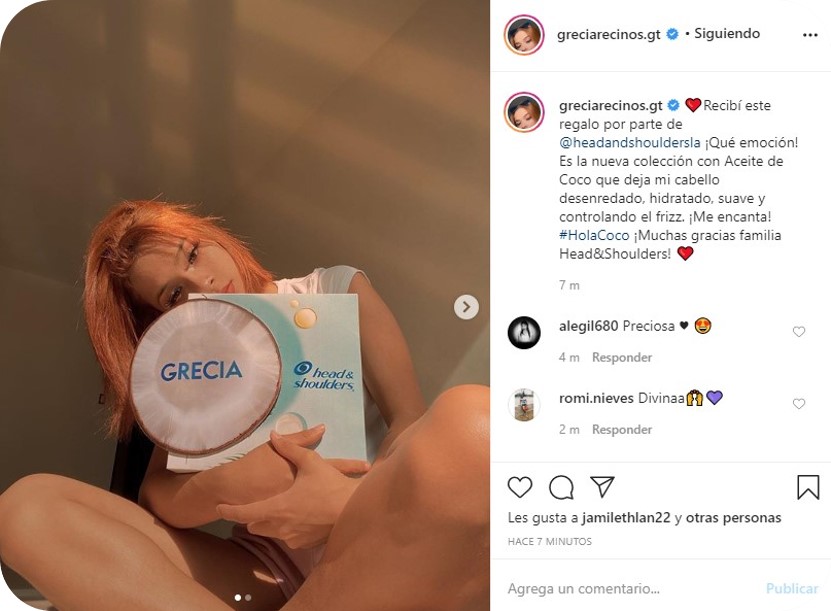 GRECIA
head&
shoulders
greciarecinos.gt • Siguiendo
greciarecinos.gt ❤️Recibí este
regalo por parte de
@headandshouldersla ¡Qué emoción!
Es la nueva colección con Aceite de
Coco que deja mi cabello
desenredado, hidratado, suave y
controlando el frizz. ¡Me encanta!
#HolaCoco ¡Muchas gracias familia
Head&Shoulders! ❤️
7 m
alegil680 Preciosa ♥ 😍
4 m Responder
romi.nieves Divinaa🙌💜
2 m Responder
Les gusta a jamilethlan22 y otras personas
HACE 7 MINUTOS
Agrega un comentario... Publicar